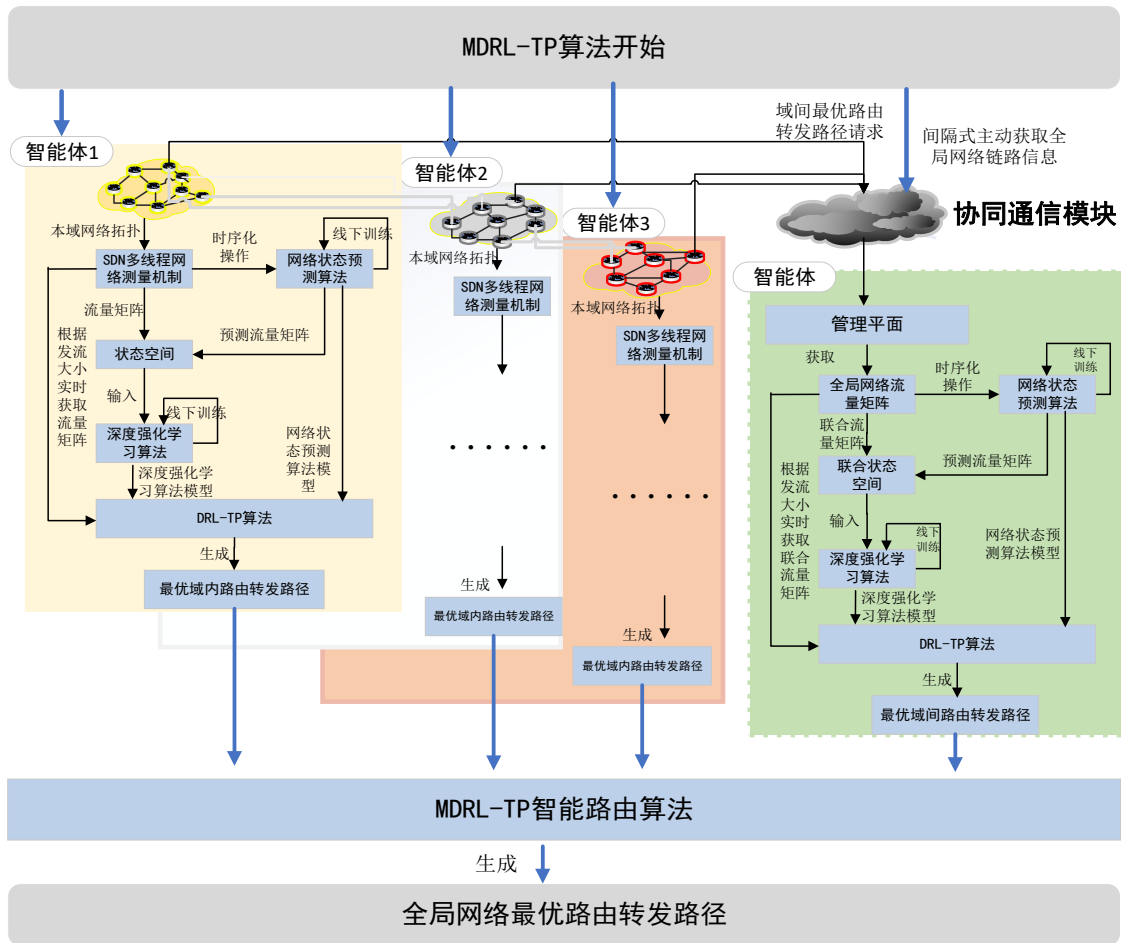 MDRL-TP算法开始
域间最优路由
转发路径请求
间隔式主动获取全
局网络链路信息
协同通信模块
智能体1
本域网络拓扑
SDN多线程网
络测量机制
时序化
操作
网络状态预
测算法
线下训练
流量矩阵
预测流量矩阵
状态空间
根据
发流
大小
实时
获取
流量
矩阵
输入
线下训练
深度强化学
习算法
深度强化学
习算法模型
网络状
态预测
算法模
型
DRL-TP算法
生成
最优域内路由转发路径
智能体2
本域网络拓扑
SDN多线程网
络测量机制
······
生成
最优域内路由转发路径
智能体3
本域网络拓扑
SDN多线程网
络测量机制
······
生成
最优域内路由转发路径
智能体
管理平面
获取
全局网络流
量矩阵
时序化
操作
网络状态
预测算法
线下
训练
联合流
量矩阵
预测流量矩阵
联合状态
空间
根据
发流
大小
实时
获取
联合
流量
矩阵
输入
线下
训练
深度强化学
习算法
深度强化学
习算法模型
网络状态预
测算法模型
DRL-TP算法
生成
最优域间路由转发路径
MDRL-TP智能路由算法
生成
全局网络最优路由转发路径